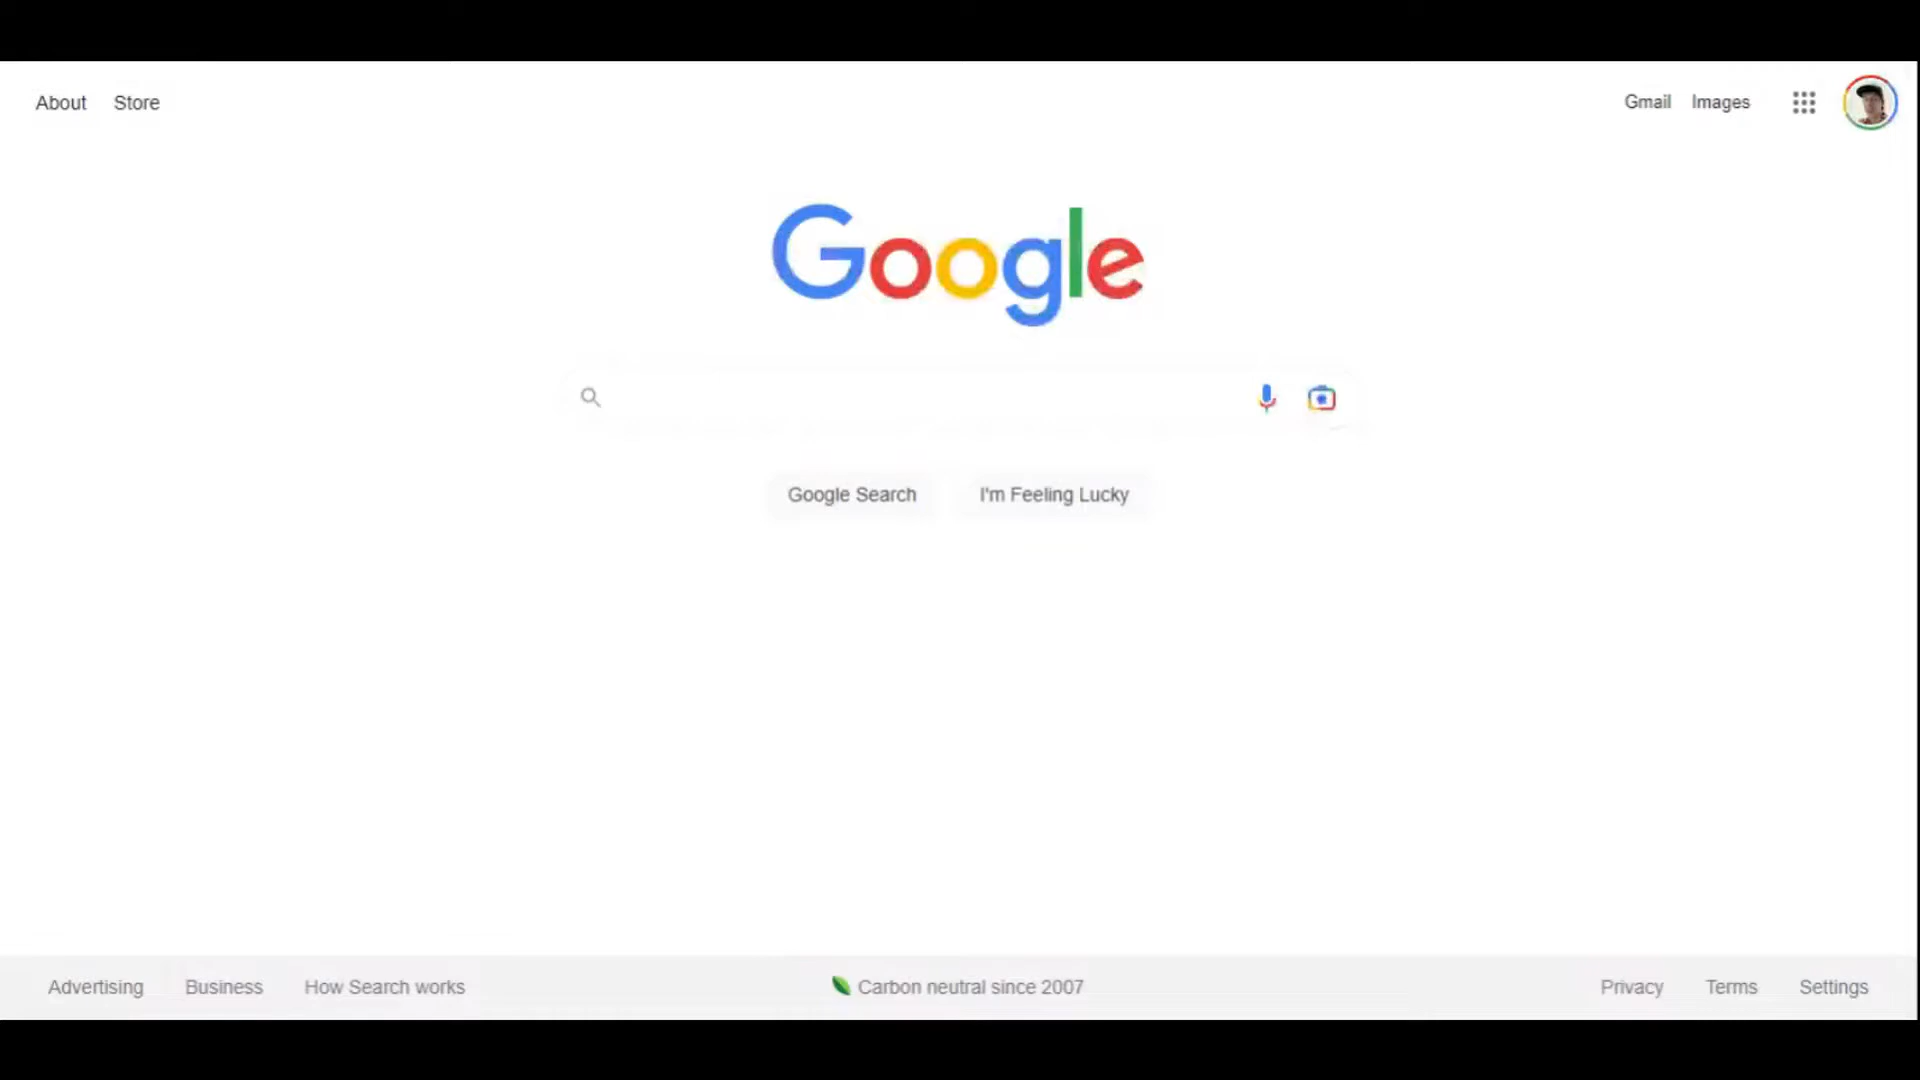 About Store
Gmail Images
Google
Google Search I'm Feeling Lucky
Advertising Business How Search works
Carbon neutral since 2007
Privacy Terms Settings